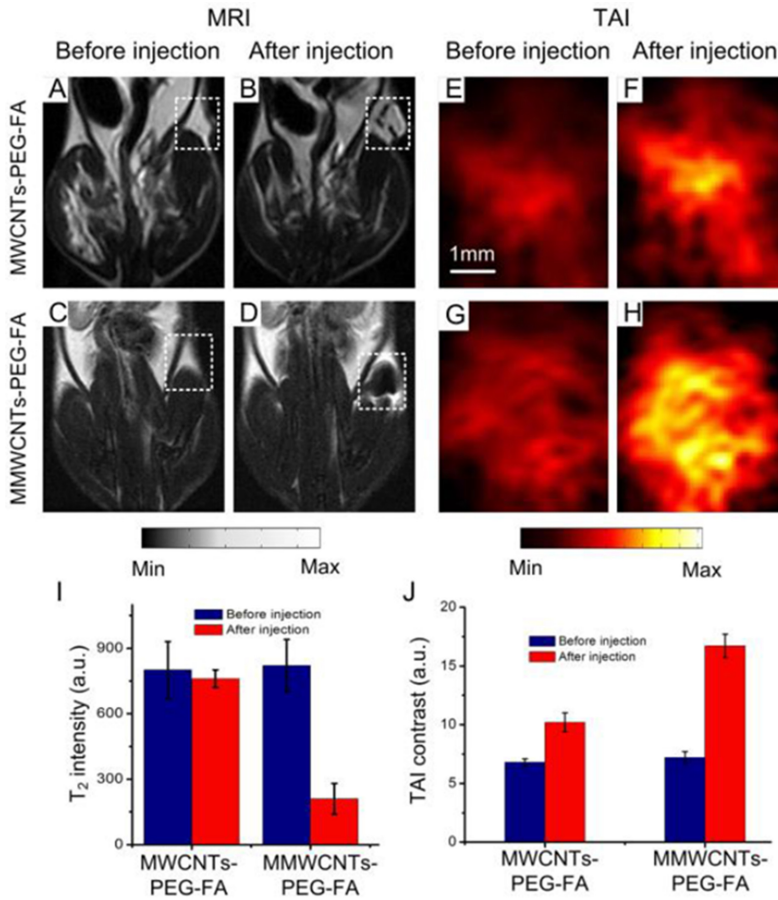 MRI TAI
Before injection After injection Before injection After injection
MWCNTs-PEG-FA
A B E F
1mm
MMWCNTs-PEG-FA
C D G H
Min Max Min Max
I
Before injection
After injection
T₂ intensity (a.u.)
900
600
300
0
MWCNTs- MMWCNTs-
PEG-FA PEG-FA
J
Before injection
After injection
TAI contrast (a.u.)
20
15
10
5
0
MWCNTs- MMWCNTs-
PEG-FA PEG-FA